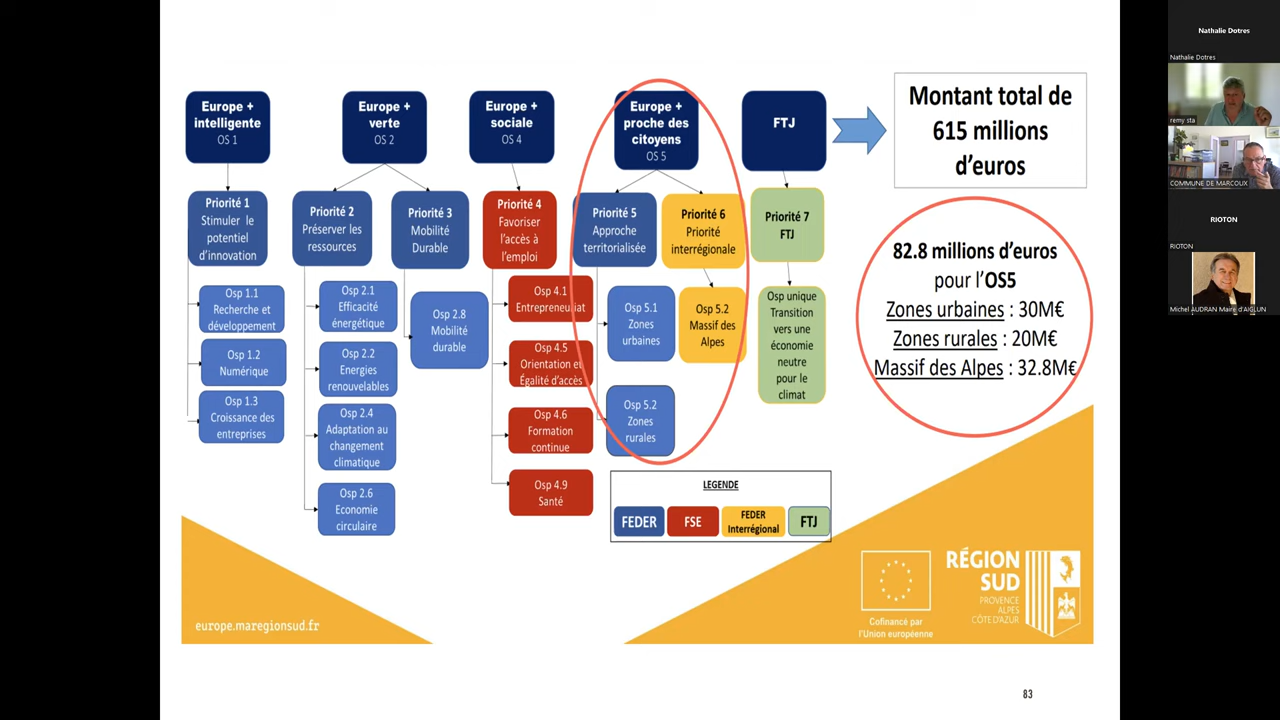 Europe +
intelligente
OS 1
Europe +
verte
OS 2
Europe +
sociale
OS 4
Europe +
proche des
citoyens
OS 5
FTJ
Montant total de
615 millions
d'euros
Priorité 1
Stimuler le
potentiel
d'innovation
Priorité 2
Préserver les
ressources
Priorité 3
Mobilité
Durable
Priorité 4
Favoriser
l'accès à
l'emploi
Priorité 5
Approche
territorialisée
Priorité 6
Priorité
interrégionale
Priorité 7
FTJ
Osp 1.1
Recherche et
développement
Osp 1.2
Numérique
Osp 1.3
Croissance des
entreprises
Osp 2.1
Efficacité
énergétique
Osp 2.2
Energies
renouvelables
Osp 2.4
Adaptation au
changement
climatique
Osp 2.6
Economie
circulaire
Osp 2.8
Mobilité
durable
Osp 4.1
Entrepreneuriat
Osp 4.5
Orientation et
Égalité d'accès
Osp 4.6
Formation
continue
Osp 4.9
Santé
Osp 5.1
Zones
urbaines
Osp 5.2
Zones
rurales
Osp 5.2
Massif des
Alpes
Osp unique
Transition
vers une
économie
neutre
pour le
climat
82.8 millions d'euros
pour l'OS5
Zones urbaines : 30M€
Zones rurales : 20M€
Massif des Alpes : 32.8M€
LEGENDE
FEDER
FSE
FEDER
Interrégional
FTJ
europe.maregionsud.fr
Cofinancé par
l'Union européenne
RÉGION
SUD
PROVENCE
ALPES
CÔTE D'AZUR
83
Nathalie Dotres
Nathalie Dotres
remy sta
COMMUNE DE MARCOUX
RIOTON
RIOTON
Michel AUDRAN Maire d'AIGLUN